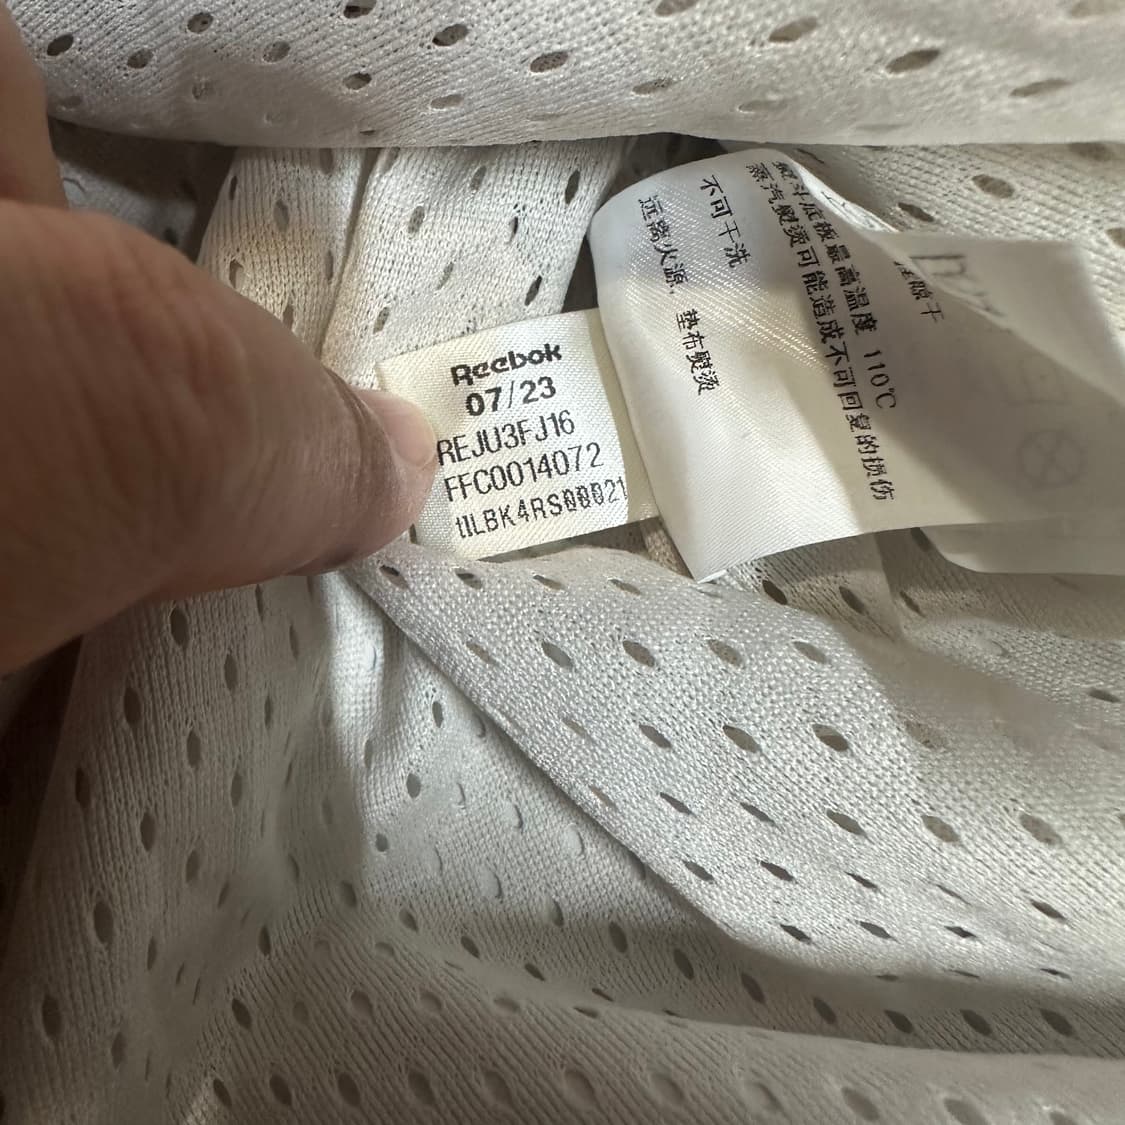 Reebok
07/23
REJU3FJ16
FFC0014072
熨斗底板最高温度 110℃
蒸汽熨烫可能造成不可回复的损伤
不可干洗
远离火源, 垫布熨烫